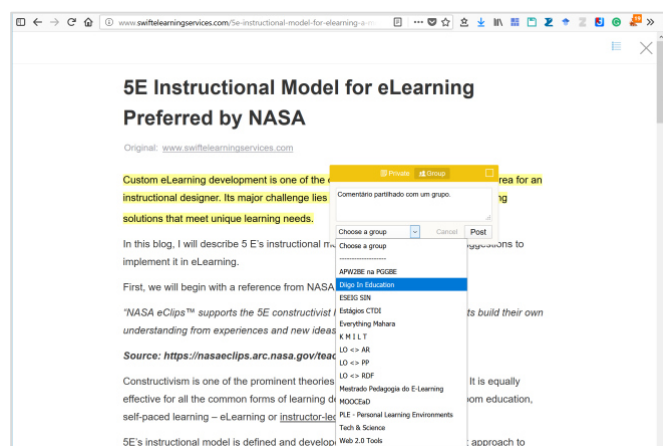 www.swiftelearningservices.com/5e-instructional-model-for-elearning-a-
5E Instructional Model for eLearning
Preferred by NASA
Original: www.swiftelearningservices.com
Private Group
Custom eLearning development is one of the
rea for an
Comentário partilhado com um grupo.
instructional designer. Its major challenge lies
ng
solutions that meet unique learning needs.
Choose a group Cancel Post
In this blog, I will describe 5 E's instructional
ggestions to
implement it in eLearning.
Choose a group
------------------
APW2BE na PGGBE
Diigo In Education
ESEIG SIN
Estágios CTDI
Everything Mahara
K M I L T
LO <> AR
LO <> PP
LO <> RDF
Mestrado Pedagogia do E-Learning
MOOCEaD
PLE - Personal Learning Environments
Tech & Science
Web 2.0 Tools
First, we will begin with a reference from NASA
"NASA eClips™ supports the 5E constructivist
ts build their own
understanding from experiences and new ideas
Source: https://nasaeclips.arc.nasa.gov/teac
Constructivism is one of the prominent theories
It is equally
effective for all the common forms of learning
om education,
self-paced learning – eLearning or instructor-led
5E's instructional model is defined and develop
approach to